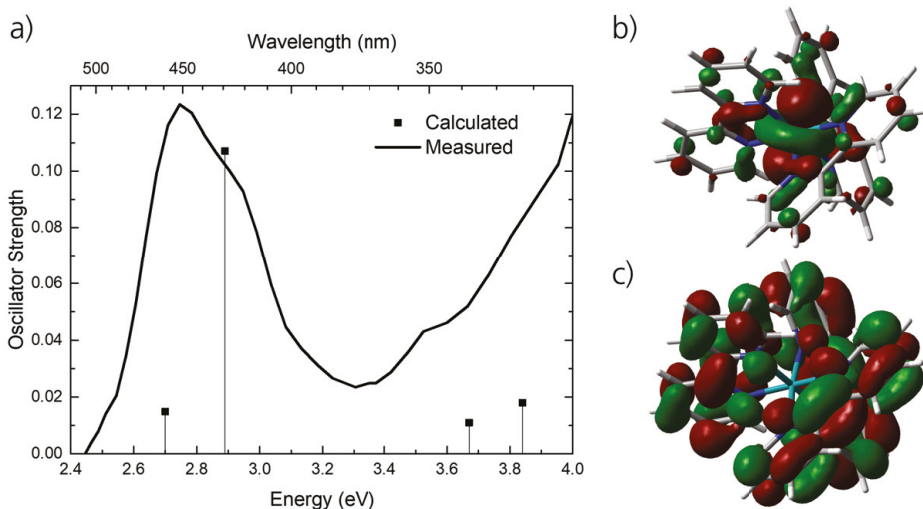 a)
Wavelength (nm)
500 450 400 350
Oscillator Strength
0.12
0.10
0.08
0.06
0.04
0.02
0.00
Calculated
Measured
2.4 2.6 2.8 3.0 3.2 3.4 3.6 3.8 4.0
Energy (eV)
b)
c)